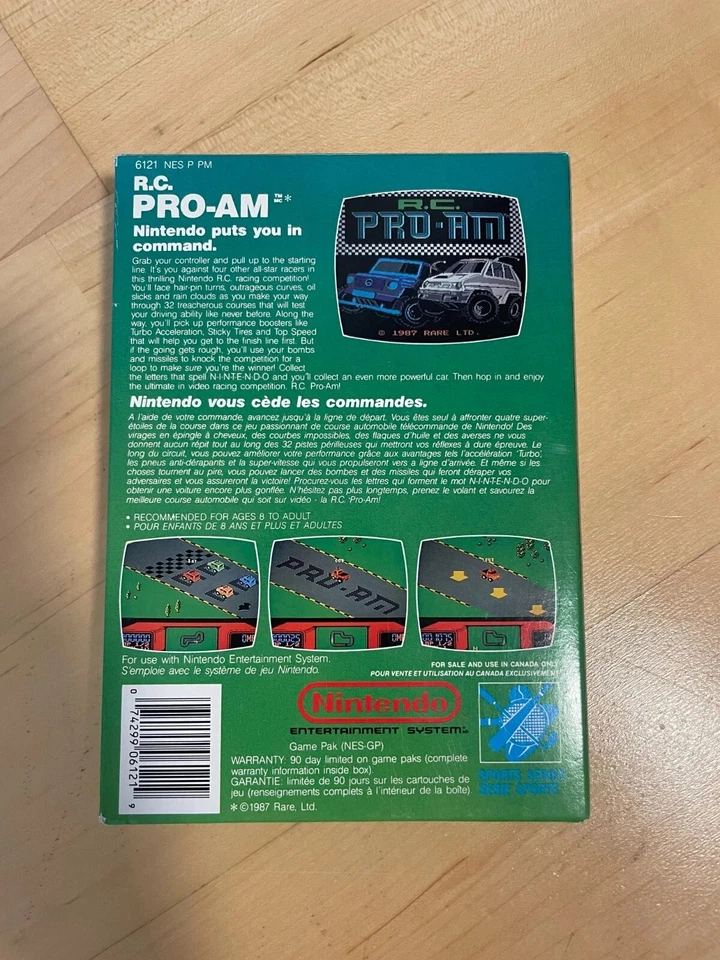 6121 NES P PM
R.C.
PRO-AM™ MC*
Nintendo puts you in
command.
Grab your controller and pull up to the starting
line. It's you against four other all-star racers in
this thrilling Nintendo R.C. racing competition!
You'll face hair-pin turns, outrageous curves, oil
slicks and rain clouds as you make your way
through 32 treacherous courses that will test
your driving ability like never before. Along the
way, you'll pick up performance boosters like
Turbo Acceleration, Sticky Tires and Top Speed
that will help you get to the finish line first. But
if the going gets rough, you'll use your bombs
and missiles to knock the competition for a
loop to make sure you're the winner! Collect
the letters that spell N-I-N-T-E-N-D-O and you'll collect an even more powerful car. Then hop in and enjoy
the ultimate in video racing competition. R.C. Pro-Am!
R.C.
PRO-AM
© 1987 RARE LTD.
Nintendo vous cède les commandes.
A l'aide de votre commande, avancez jusqu'à la ligne de départ. Vous êtes seul à affronter quatre super-
étoiles de la course dans ce jeu passionnant de course automobile télécommandé de Nintendo! Des
virages en épingle à cheveux, des courbes impossibles, des flaques d'huile et des averses ne vous
donnent aucun répit tout au long des 32 pistes périlleuses qui mettront vos réflexes à dure épreuve. Le
long du circuit, vous pouvez améliorer votre performance grâce aux avantages tels l'accélération 'Turbo',
les pneus anti-dérapants et la super-vitesse qui vous propulseront vers la ligne d'arrivée. Et même si les
choses tournent au pire, vous pouvez lancer des bombes et des missiles qui feront déraper vos
adversaires et vous assureront la victoire! Procurez-vous les lettres qui forment le mot N-I-N-T-E-N-D-O pour
obtenir une voiture encore plus gonflée. N'hésitez pas plus longtemps, prenez le volant et savourez la
meilleure course automobile qui soit sur vidéo - la R.C. 'Pro-Am!
• RECOMMENDED FOR AGES 8 TO ADULT
• POUR ENFANTS DE 8 ANS ET PLUS ET ADULTES
PRO-AM
For use with Nintendo Entertainment System.
S'emploie avec le système de jeu Nintendo.
FOR SALE AND USE IN CANADA ONLY
POUR VENTE ET UTILISATION AU CANADA EXCLUSIVEMENT
Nintendo
ENTERTAINMENT SYSTEM
Game Pak (NES-GP)
WARRANTY: 90 day limited on game paks (complete
warranty information inside box).
GARANTIE: limitée de 90 jours sur les cartouches de
jeu (renseignements complets à l'intérieur de la boîte).
* ©1987 Rare, Ltd.
SPORTS SERIES
SÉRIE SPORTS
0 74299 06121 9